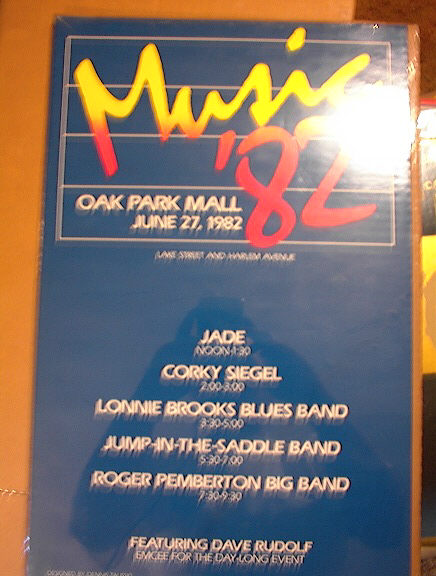 Music
'82
OAK PARK MALL
JUNE 27, 1982
LAKE STREET AND HARLEM AVENUE
JADE
NOON-1:30
CORKY SIEGEL
2:00-3:00
LONNIE BROOKS BLUES BAND
3:30-5:00
JUMP-IN-THE-SADDLE BAND
5:30-7:00
ROGER PEMBERTON BIG BAND
7:30-9:30
FEATURING DAVE RUDOLF
EMCEE FOR THE DAY-LONG EVENT
DESIGNED BY DENNIS